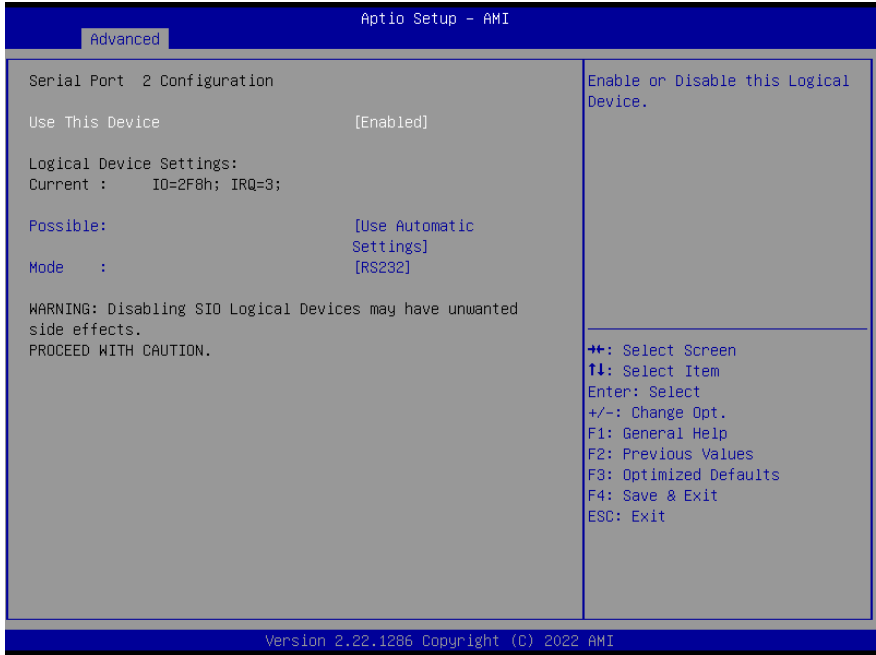 Aptio Setup - AMI
Advanced
Serial Port  2 Configuration
Use This Device [Enabled]
Logical Device Settings:
Current :     IO=2F8h; IRQ=3;
Possible: [Use Automatic
Settings]
Mode    : [RS232]
WARNING: Disabling SIO Logical Devices may have unwanted
side effects.
PROCEED WITH CAUTION.
Enable or Disable this Logical
Device.
→←: Select Screen
↑↓: Select Item
Enter: Select
+/-: Change Opt.
F1: General Help
F2: Previous Values
F3: Optimized Defaults
F4: Save & Exit
ESC: Exit
Version 2.22.1286 Copyright (C) 2022 AMI